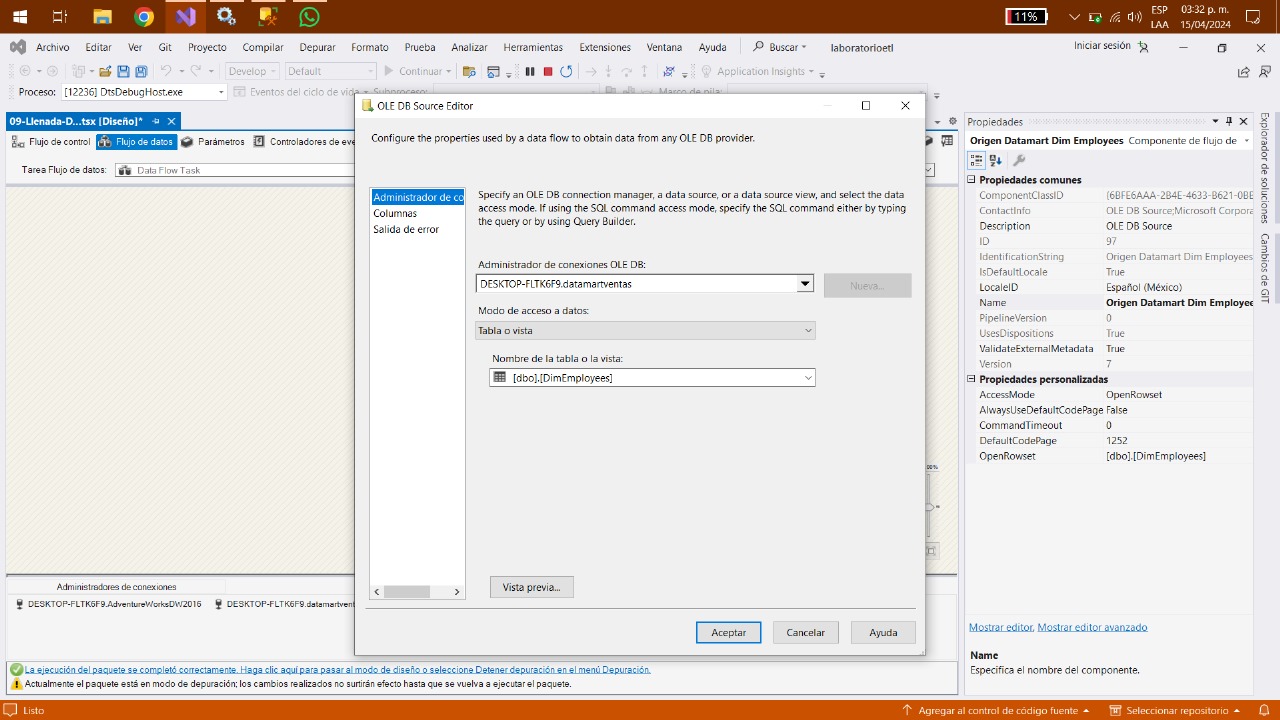 11%
ESP
LAA
03:32 p. m.
15/04/2024
Archivo Editar Ver Git Proyecto Compilar Depurar Formato Prueba Analizar Herramientas Extensiones Ventana Ayuda Buscar laboratorioetl Iniciar sesión
Develop Default Continuar Application Insights
Proceso: [12236] DtsDebugHost.exe Eventos del ciclo de vida Subproceso: Marco de pila:
09-Llenada-D...tsx [Diseño]*
Flujo de control Flujo de datos Parámetros Controladores de eve
Tarea Flujo de datos: Data Flow Task
OLE DB Source Editor
Configure the properties used by a data flow to obtain data from any OLE DB provider.
Administrador de co
Columnas
Salida de error
Specify an OLE DB connection manager, a data source, or a data source view, and select the data
access mode. If using the SQL command access mode, specify the SQL command either by typing
the query or by using Query Builder.
Administrador de conexiones OLE DB:
DESKTOP-FLTK6F9.datamartventas
Nueva...
Modo de acceso a datos:
Tabla o vista
Nombre de la tabla o la vista:
[dbo].[DimEmployees]
Vista previa...
Aceptar Cancelar Ayuda
Administradores de conexiones
DESKTOP-FLTK6F9.AdventureWorksDW2016 DESKTOP-FLTK6F9.datamartvent
La ejecución del paquete se completó correctamente. Haga clic aquí para pasar al modo de diseño o seleccione Detener depuración en el menú Depuración.
Actualmente el paquete está en modo de depuración; los cambios realizados no surtirán efecto hasta que se vuelva a ejecutar el paquete.
Propiedades
Origen Datamart Dim Employees Componente de flujo de
Propiedades comunes
ComponentClassID {6BFE6AAA-2B4E-4633-B621-0BE
ContactInfo OLE DB Source;Microsoft Corpora
Description OLE DB Source
ID 97
IdentificationString Origen Datamart Dim Employees
IsDefaultLocale True
LocaleID Español (México)
Name Origen Datamart Dim Employee
PipelineVersion 0
UsesDispositions True
ValidateExternalMetadata True
Version 7
Propiedades personalizadas
AccessMode OpenRowset
AlwaysUseDefaultCodePage False
CommandTimeout 0
DefaultCodePage 1252
OpenRowset [dbo].[DimEmployees]
Mostrar editor, Mostrar editor avanzado
Name
Especifica el nombre del componente.
Explorador de soluciones
Cambios de GIT
Listo
Agregar al control de código fuente
Seleccionar repositorio